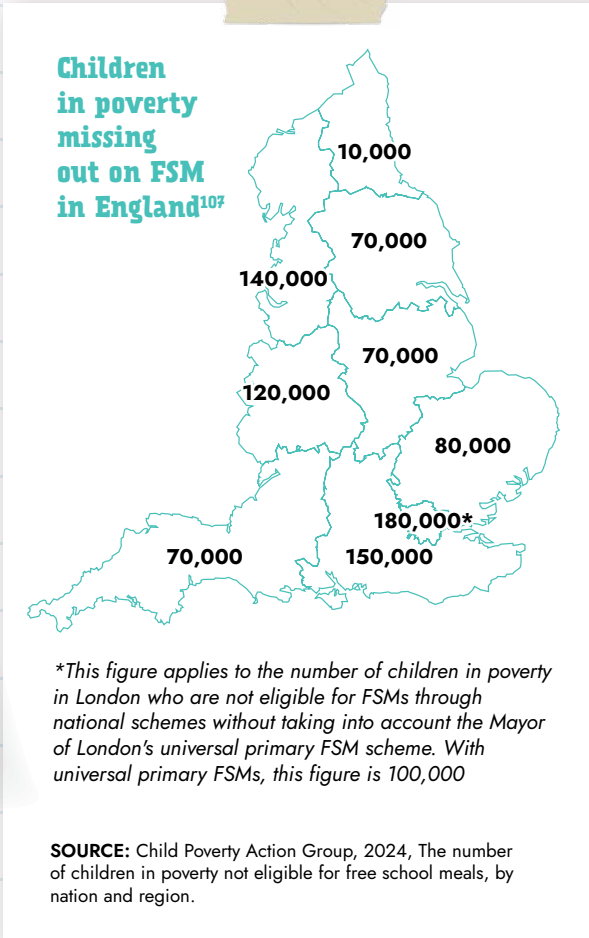 Children
in poverty
missing
out on FSM
in England107
10,000
70,000
140,000
70,000
120,000
80,000
180,000*
70,000
150,000
*This figure applies to the number of children in poverty
in London who are not eligible for FSMs through
national schemes without taking into account the Mayor
of London's universal primary FSM scheme. With
universal primary FSMs, this figure is 100,000
SOURCE: Child Poverty Action Group, 2024, The number
of children in poverty not eligible for free school meals, by
nation and region.